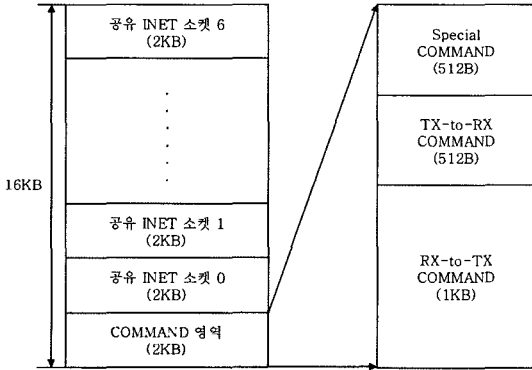 공유 INET 소켓 6
(2KB)
16KB
공유 INET 소켓 1
(2KB)
공유 INET 소켓 0
(2KB)
COMMAND 영역
(2KB)
Special
COMMAND
(512B)
TX-to-RX
COMMAND
(512B)
RX-to-TX
COMMAND
(1KB)